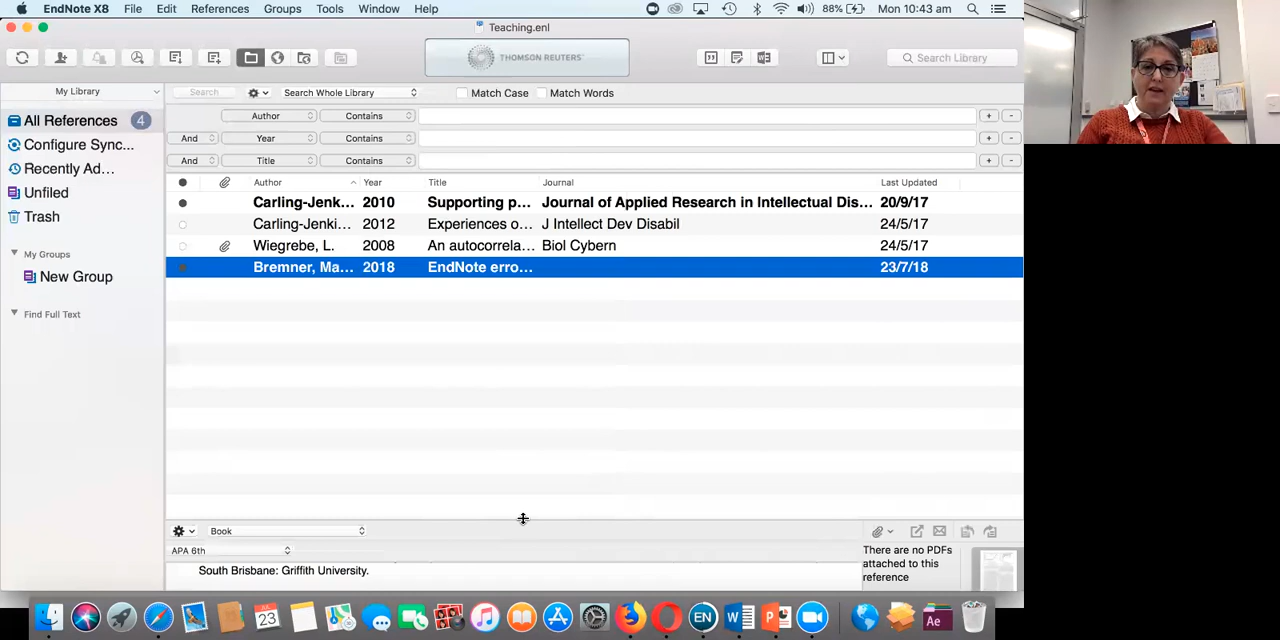 EndNote X8 File Edit References Groups Tools Window Help 88% Mon 10:43 am
Teaching.enl
THOMSON REUTERS
Search Library
My Library
Search Search Whole Library Match Case Match Words
All References 4
Author Contains + -
Configure Sync...
And Year Contains + -
Recently Ad...
And Title Contains + -
Unfiled
Trash
Author Year Title Journal Last Updated
Carling-Jenk... 2010 Supporting p... Journal of Applied Research in Intellectual Dis... 20/9/17
Carling-Jenki... 2012 Experiences o... J Intellect Dev Disabil 24/5/17
Wiegrebe, L. 2008 An autocorrela... Biol Cybern 24/5/17
Bremner, Ma... 2018 EndNote erro... 23/7/18
My Groups
New Group
Find Full Text
Book
APA 6th
There are no PDFs
attached to this
reference
South Brisbane: Griffith University.
JUL
23
EN
W
P
Ae